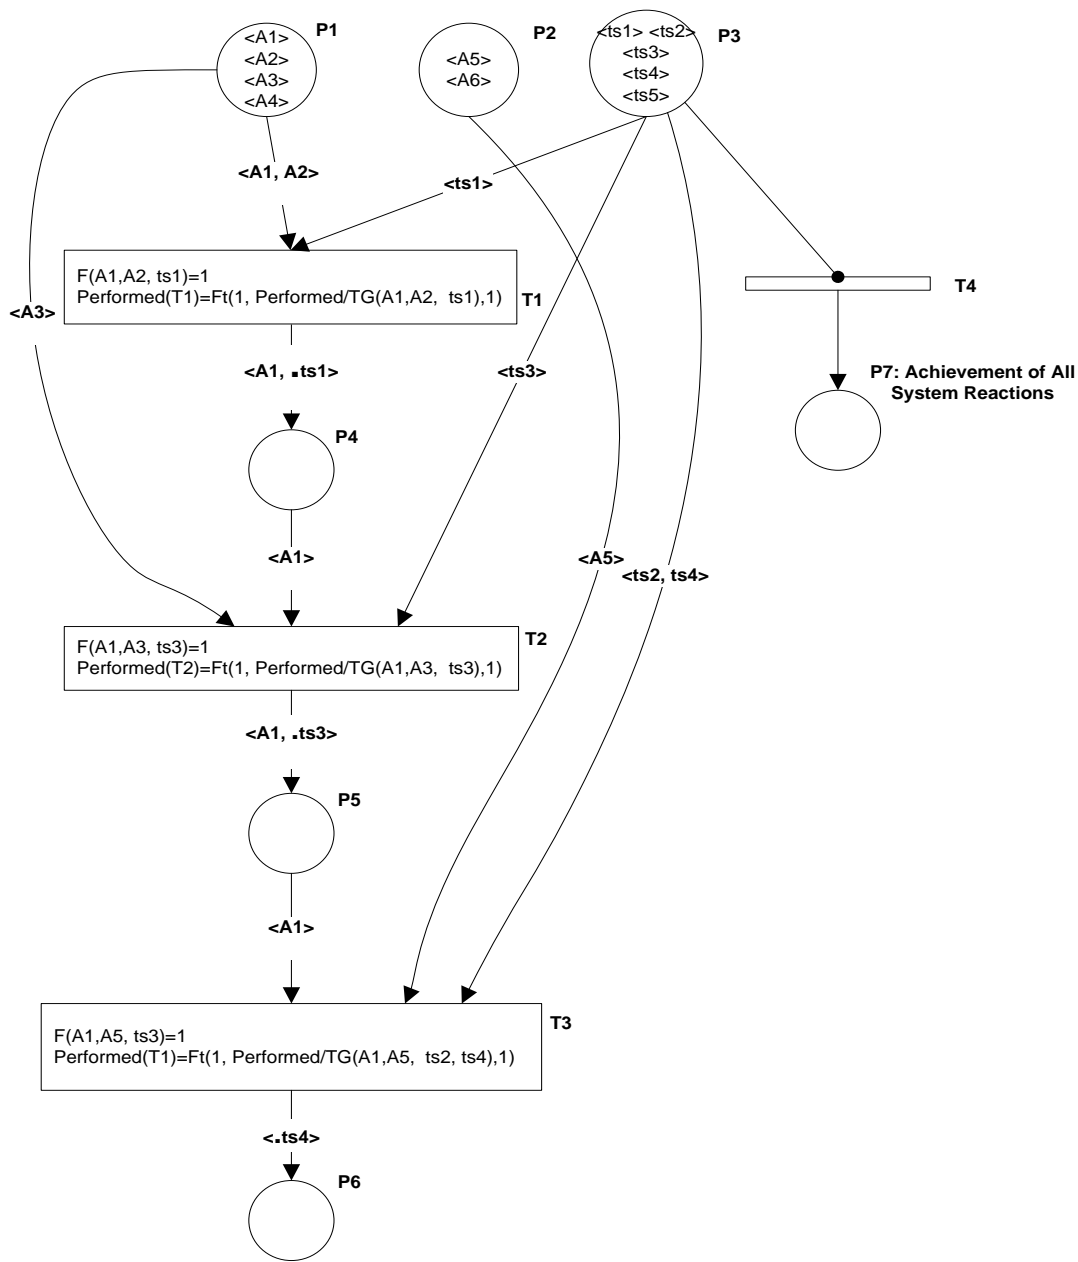 P1
<A1>
<A2>
<A3>
<A4>
P2
<A5>
<A6>
P3
<ts1> <ts2>
<ts3>
<ts4>
<ts5>
<A1, A2>
<ts1>
F(A1,A2, ts1)=1
Performed(T1)=Ft(1, Performed/TG(A1,A2, ts1),1)
T1
T4
<A3>
<A1, .ts1>
<ts3>
P7: Achievement of All
System Reactions
P4
<A1>
<A5>
<ts2, ts4>
F(A1,A3, ts3)=1
Performed(T2)=Ft(1, Performed/TG(A1,A3, ts3),1)
T2
<A1, .ts3>
P5
<A1>
F(A1,A5, ts3)=1
Performed(T1)=Ft(1, Performed/TG(A1,A5, ts2, ts4),1)
T3
<.ts4>
P6